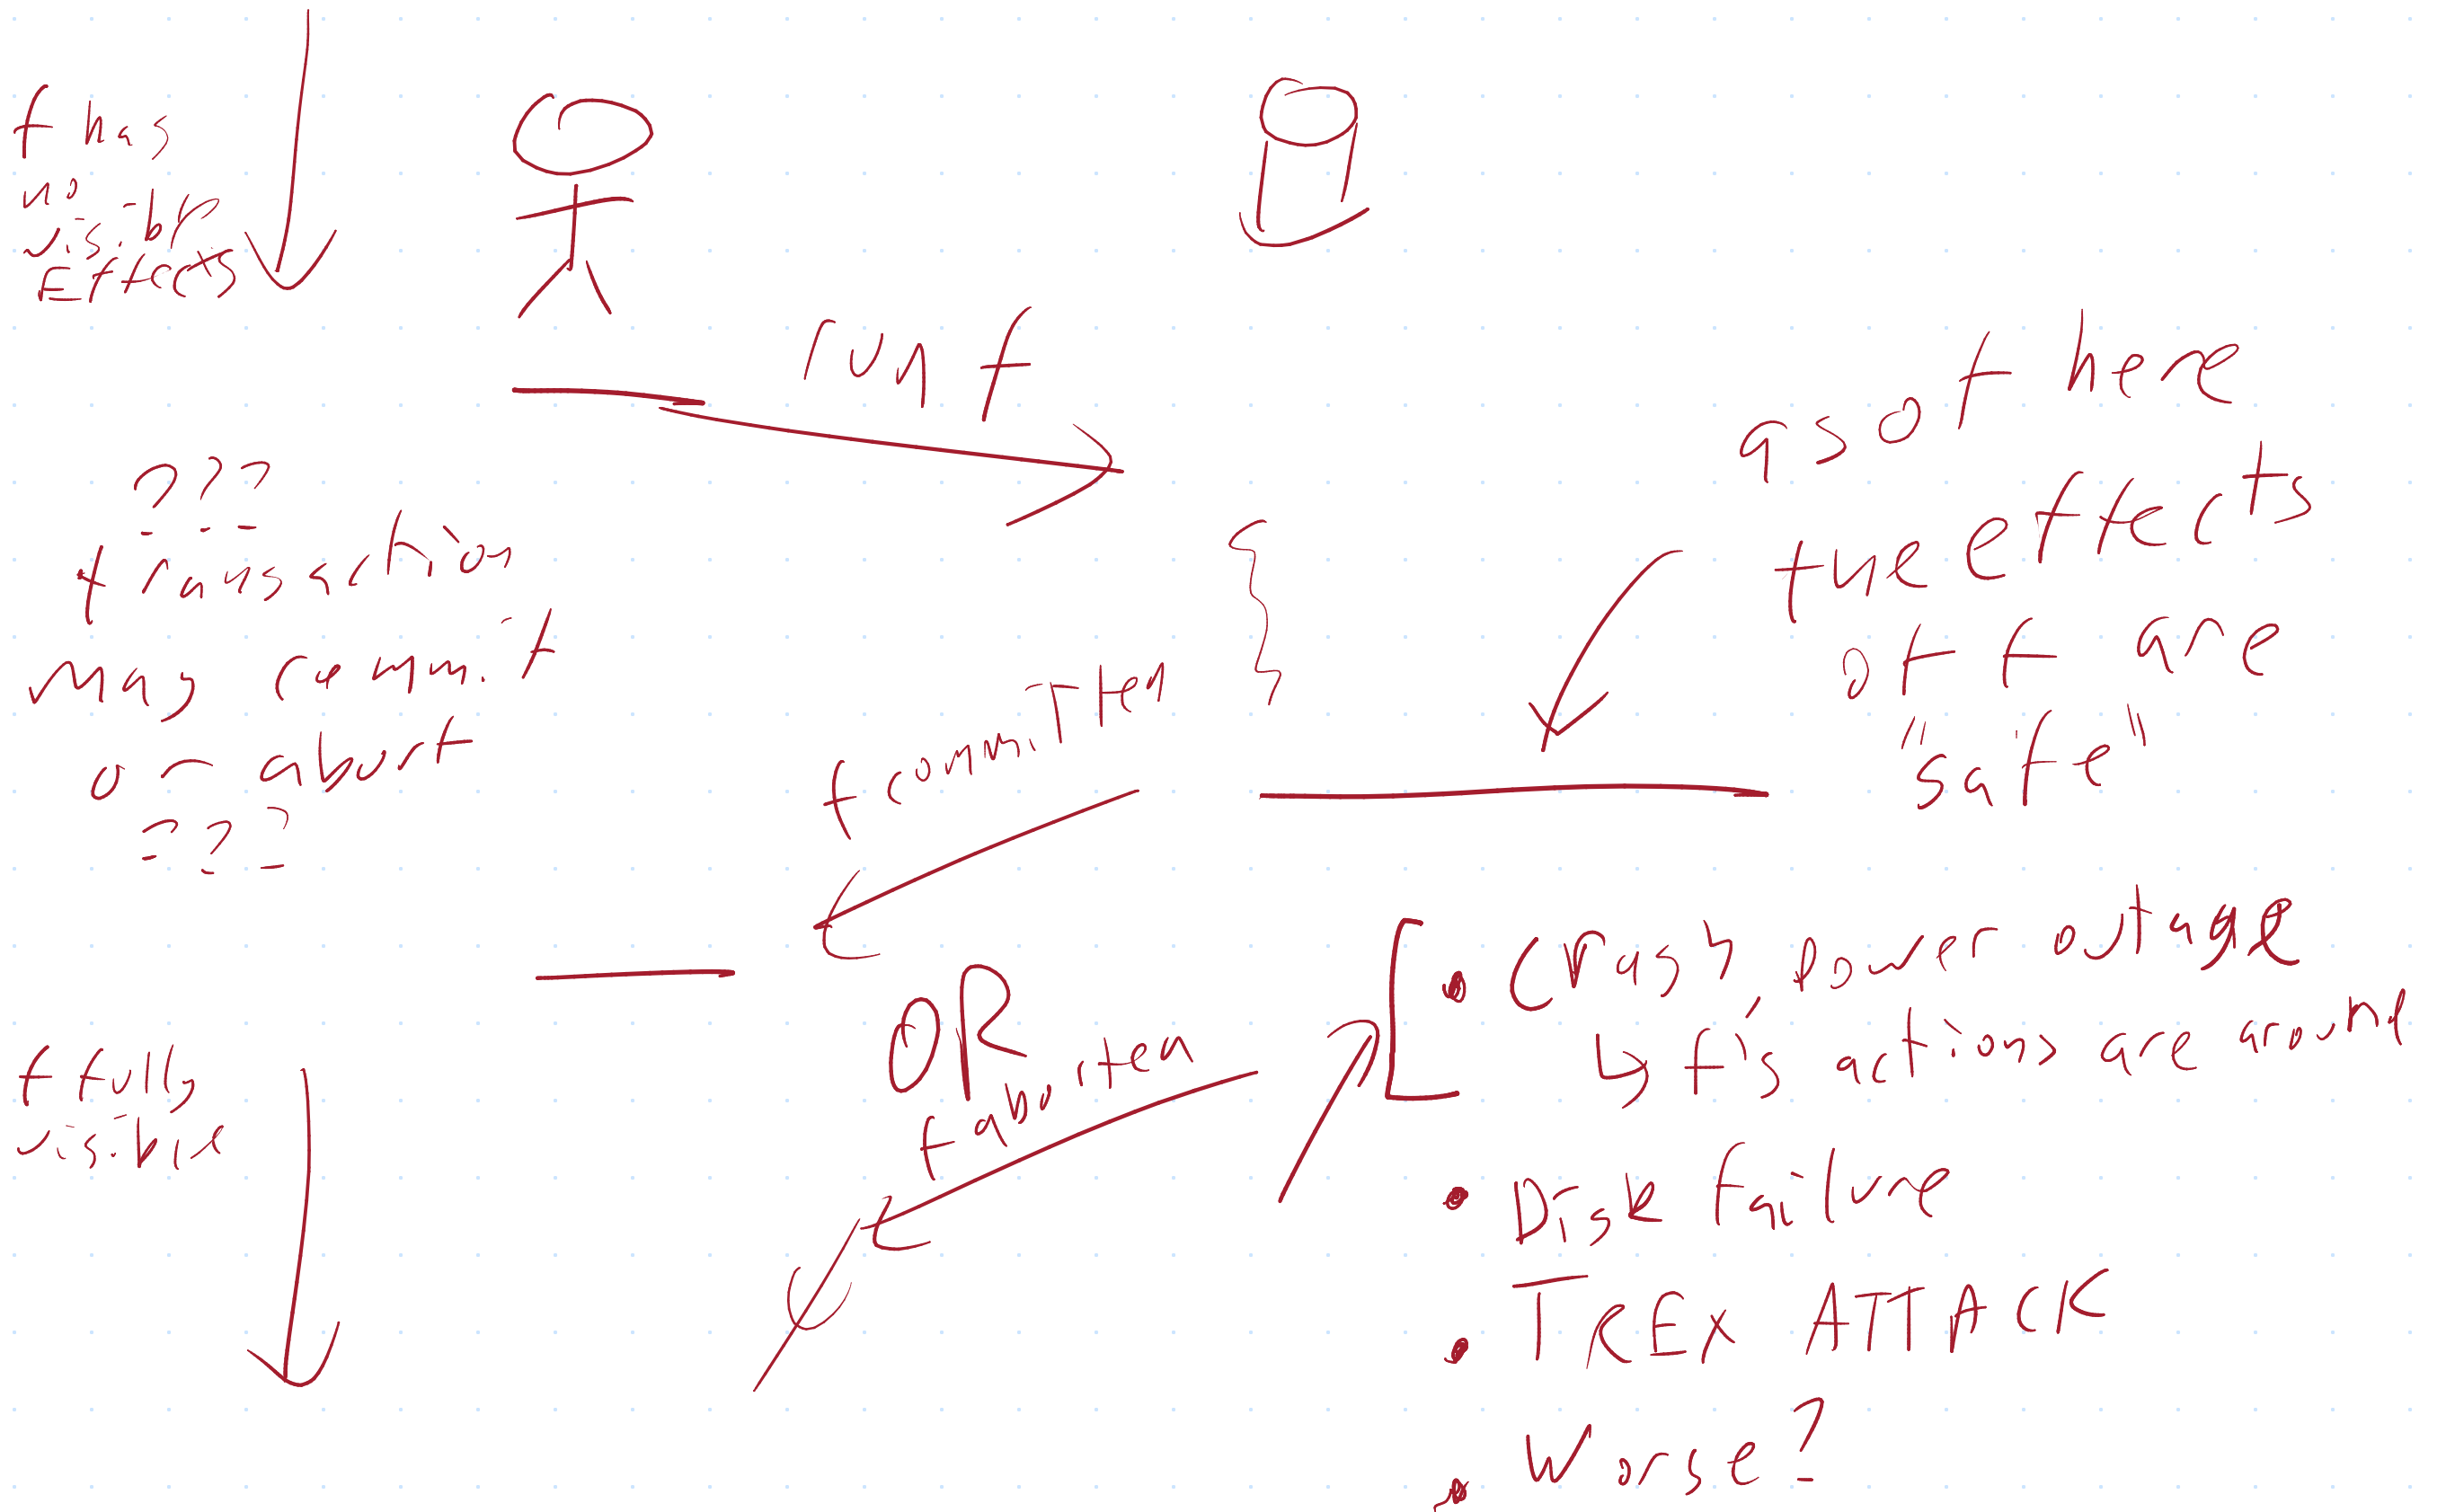 f has
no
visible
Effects
run f
???
transaction
may commit
or abort
???
as of here
the effects
of f are
"safe"
f committed
OR
f aborted
f fully
visible
• Crash, power outage
↳ f's actions are around
• Disk failure
• TREX ATTACK
• Worse?